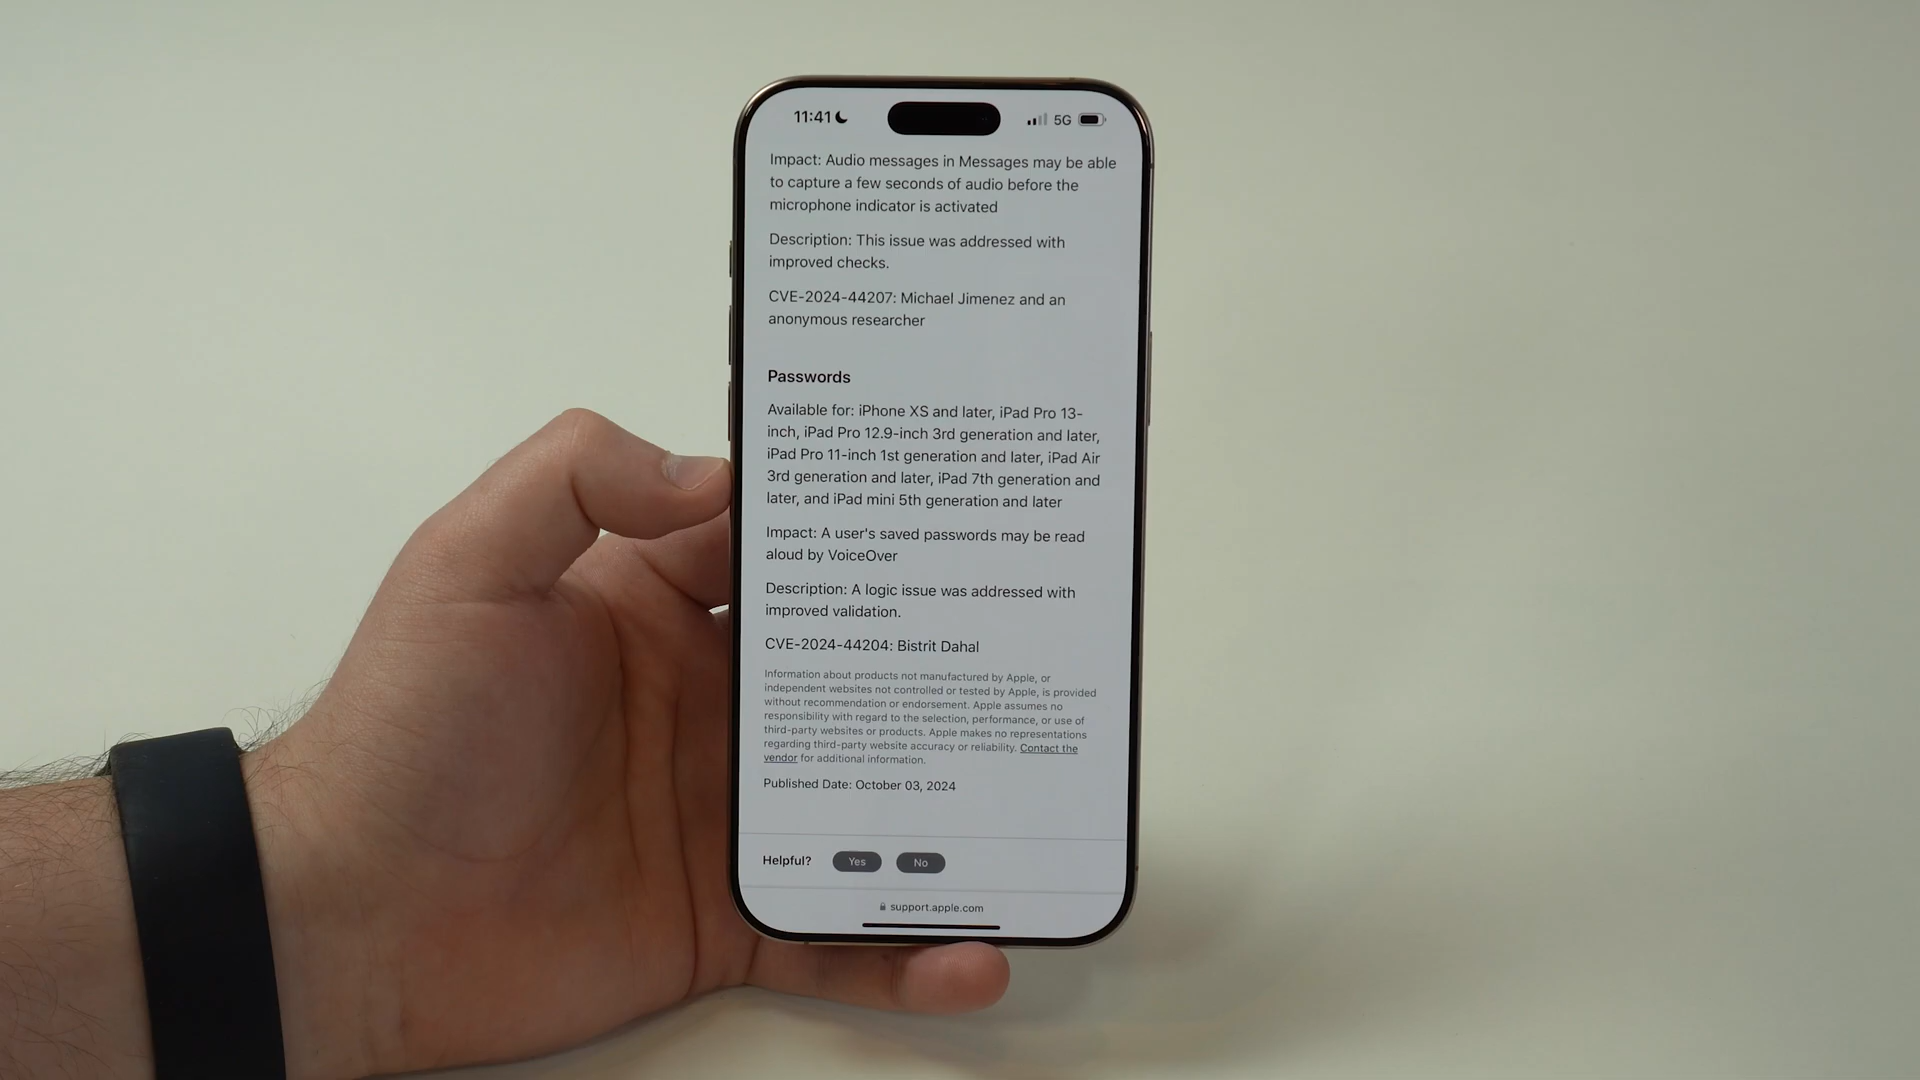 11:41
5G
Impact: Audio messages in Messages may be able
to capture a few seconds of audio before the
microphone indicator is activated
Description: This issue was addressed with
improved checks.
CVE-2024-44207: Michael Jimenez and an
anonymous researcher
Passwords
Available for: iPhone XS and later, iPad Pro 13-
inch, iPad Pro 12.9-inch 3rd generation and later,
iPad Pro 11-inch 1st generation and later, iPad Air
3rd generation and later, iPad 7th generation and
later, and iPad mini 5th generation and later
Impact: A user's saved passwords may be read
aloud by VoiceOver
Description: A logic issue was addressed with
improved validation.
CVE-2024-44204: Bistrit Dahal
Information about products not manufactured by Apple, or
independent websites not controlled or tested by Apple, is provided
without recommendation or endorsement. Apple assumes no
responsibility with regard to the selection, performance, or use of
third-party websites or products. Apple makes no representations
regarding third-party website accuracy or reliability. Contact the
vendor for additional information.
Published Date: October 03, 2024
Helpful? Yes No
support.apple.com